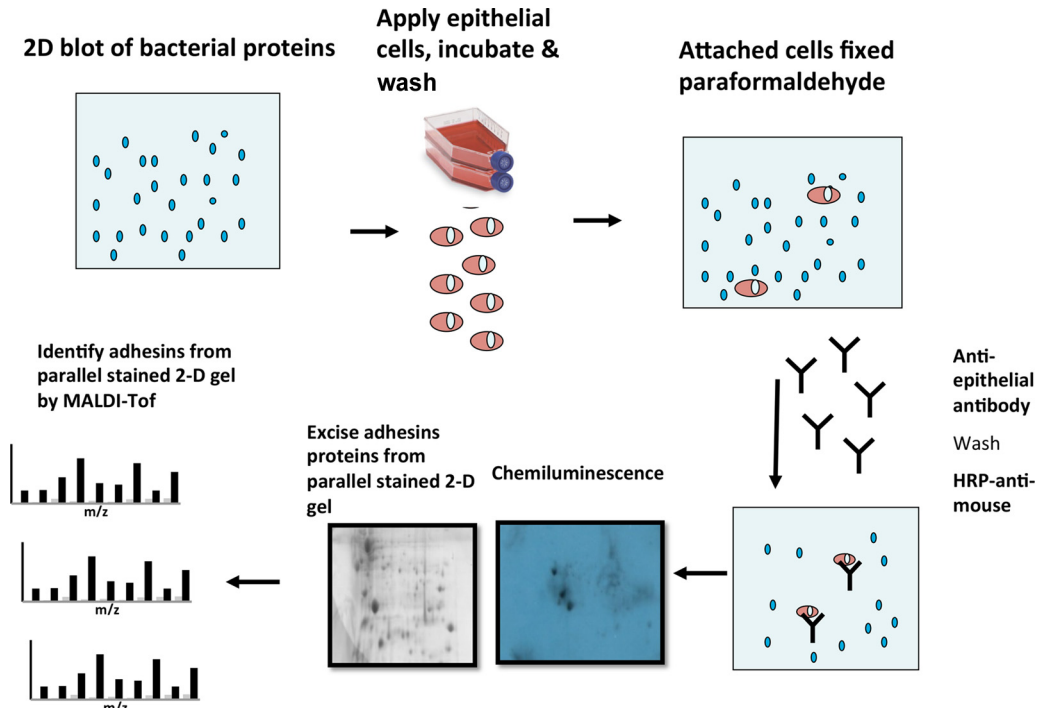 2D blot of bacterial proteins
Apply epithelial
cells, incubate &
wash
Attached cells fixed
paraformaldehyde
Anti-
epithelial
antibody
Wash
HRP-anti-
mouse
Chemiluminescence
Excise adhesins
proteins from
parallel stained 2-D
gel
Identify adhesins from
parallel stained 2-D gel
by MALDI-Tof
m/z
m/z
m/z